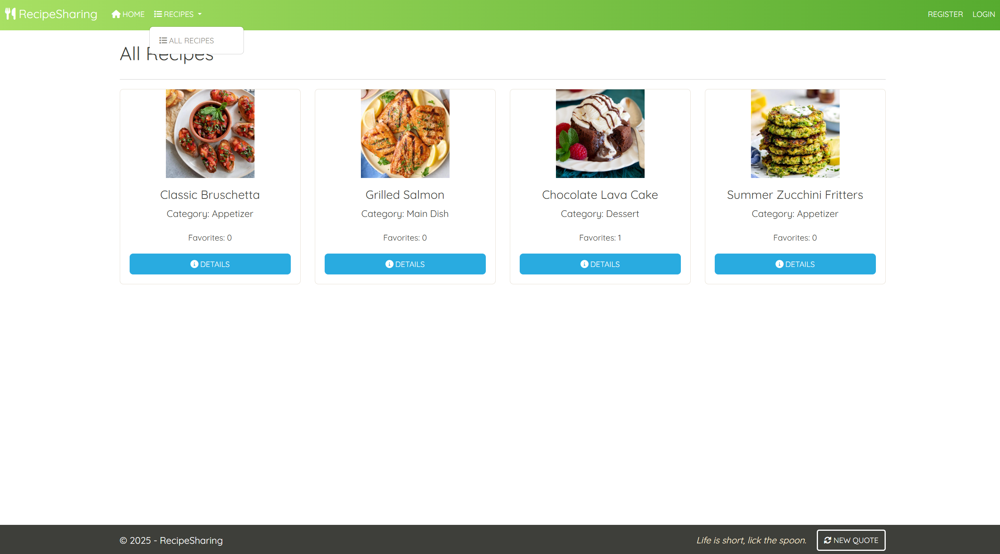 RecipeSharing
HOME
RECIPES
REGISTER
LOGIN
ALL RECIPES
All Recipes
Classic Bruschetta
Category: Appetizer
Favorites: 0
DETAILS
Grilled Salmon
Category: Main Dish
Favorites: 0
DETAILS
Chocolate Lava Cake
Category: Dessert
Favorites: 1
DETAILS
Summer Zucchini Fritters
Category: Appetizer
Favorites: 0
DETAILS
© 2025 - RecipeSharing
Life is short, lick the spoon.
NEW QUOTE